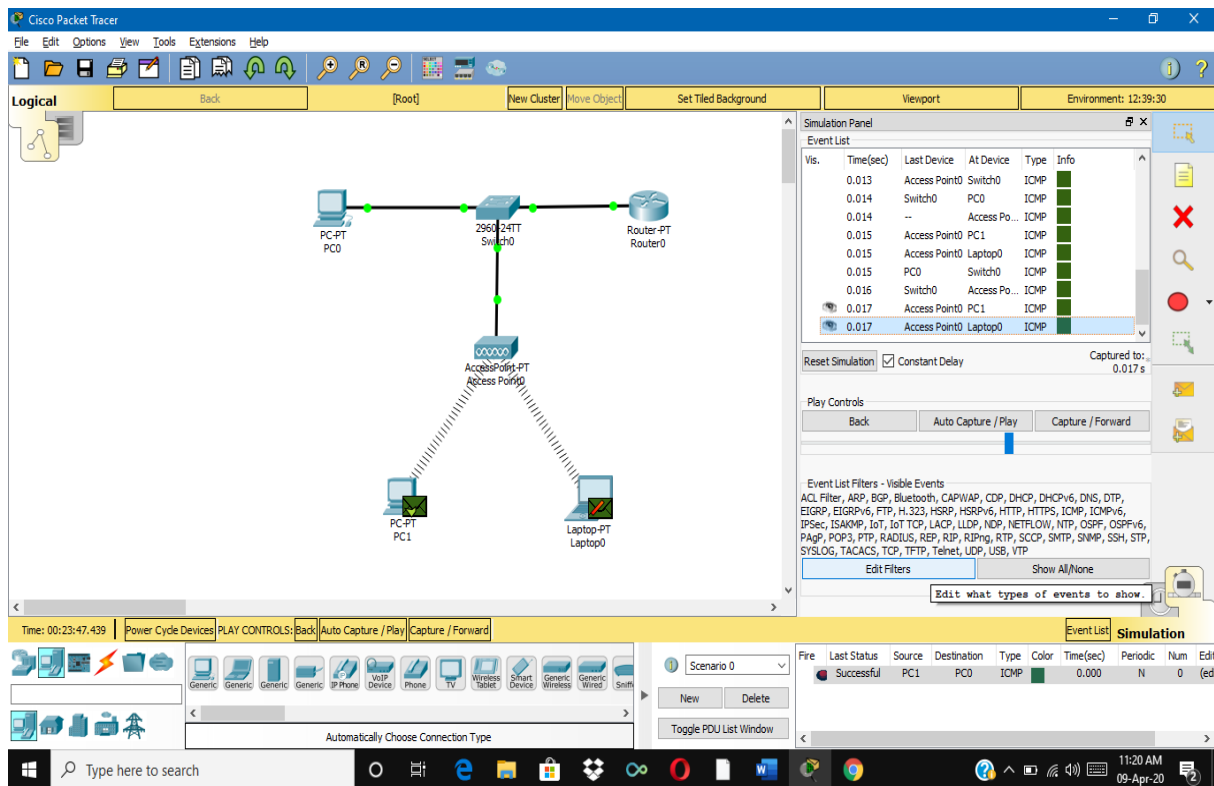 Cisco Packet Tracer
File Edit Options View Tools Extensions Help
Logical Back [Root] New Cluster Move Object Set Tiled Background Viewport Environment: 12:39:30
PC-PT
PC0
2960-24TT
Switch0
Router-PT
Router0
AccessPoint-PT
Access Point0
PC-PT
PC1
Laptop-PT
Laptop0
Simulation Panel
Event List
Vis. Time(sec) Last Device At Device Type Info
0.013 Access Point0 Switch0 ICMP
0.014 Switch0 PC0 ICMP
0.014 -- Access Po... ICMP
0.015 Access Point0 PC1 ICMP
0.015 Access Point0 Laptop0 ICMP
0.015 PC0 Switch0 ICMP
0.016 Switch0 Access Po... ICMP
0.017 Access Point0 PC1 ICMP
0.017 Access Point0 Laptop0 ICMP
Reset Simulation Constant Delay Captured to:
0.017 s
Play Controls
Back Auto Capture / Play Capture / Forward
Event List Filters - Visible Events
ACL Filter, ARP, BGP, Bluetooth, CAPWAP, CDP, DHCP, DHCPv6, DNS, DTP,
EIGRP, EIGRPv6, FTP, H.323, HSRP, HSRPv6, HTTP, HTTPS, ICMP, ICMPv6,
IPSec, ISAKMP, IoT, IoT TCP, LACP, LLDP, NDP, NETFLOW, NTP, OSPF, OSPFv6,
PAgP, POP3, PTP, RADIUS, REP, RIP, RIPng, RTP, SCCP, SMTP, SNMP, SSH, STP,
SYSLOG, TACACS, TCP, TFTP, Telnet, UDP, USB, VTP
Edit Filters Show All/None
Edit what types of events to show.
Time: 00:23:47.439 Power Cycle Devices PLAY CONTROLS: Back Auto Capture / Play Capture / Forward Event List Simulation
Generic Generic Generic Generic IP Phone VoIP Device Phone TV Wireless Tablet Smart Device Generic Wireless Generic Wired Sniff
Automatically Choose Connection Type
Scenario 0
New Delete
Toggle PDU List Window
Fire Last Status Source Destination Type Color Time(sec) Periodic Num Edit
Successful PC1 PC0 ICMP 0.000 N 0 (ed
Type here to search
11:20 AM
09-Apr-20
2